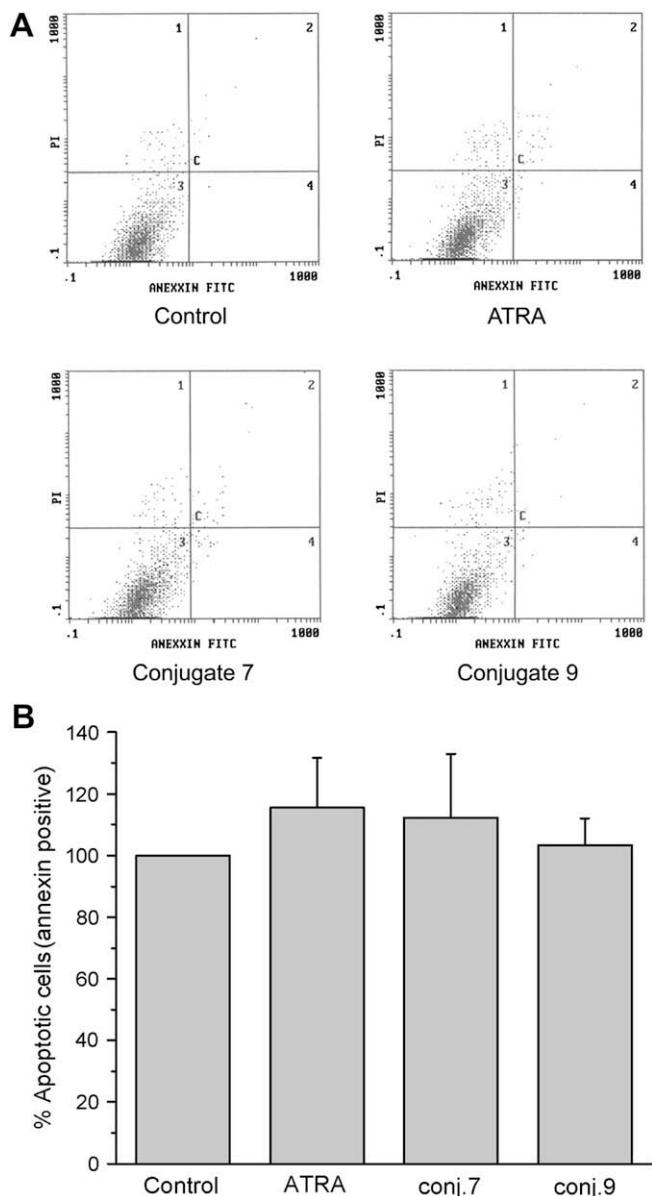 A
1000
1
2
PI
C
3
4
.1
.1
1000
ANEXXIN FITC
Control
1000
1
2
PI
C
3
4
.1
.1
1000
ANEXXIN FITC
ATRA
1000
1
2
PI
C
3
4
.1
.1
1000
ANEXXIN FITC
Conjugate 7
1000
1
2
PI
C
3
4
.1
.1
1000
ANEXXIN FITC
Conjugate 9
B
% Apoptotic cells (annexin positive)
140
120
100
80
60
40
20
0
Control
ATRA
conj.7
conj.9